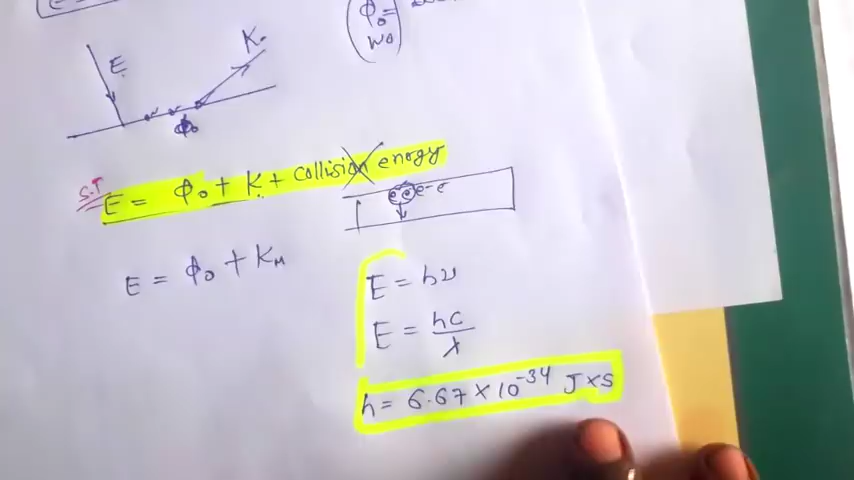 E
K.
ϕ₀ =
W₀
ϕ₀
S.T
E = ϕ₀ + K + collision energy
e- e
E = ϕ₀ + K_M
E = hν
E = hc/λ
h = 6.67 × 10⁻³⁴ J×S